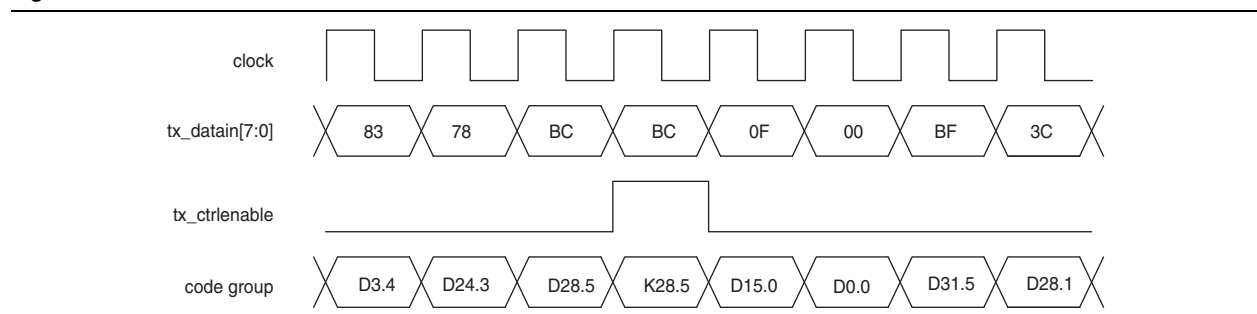 clock
tx_datain[7:0] 83 78 BC BC 0F 00 BF 3C
tx_ctrlenable
code group D3.4 D24.3 D28.5 K28.5 D15.0 D0.0 D31.5 D28.1